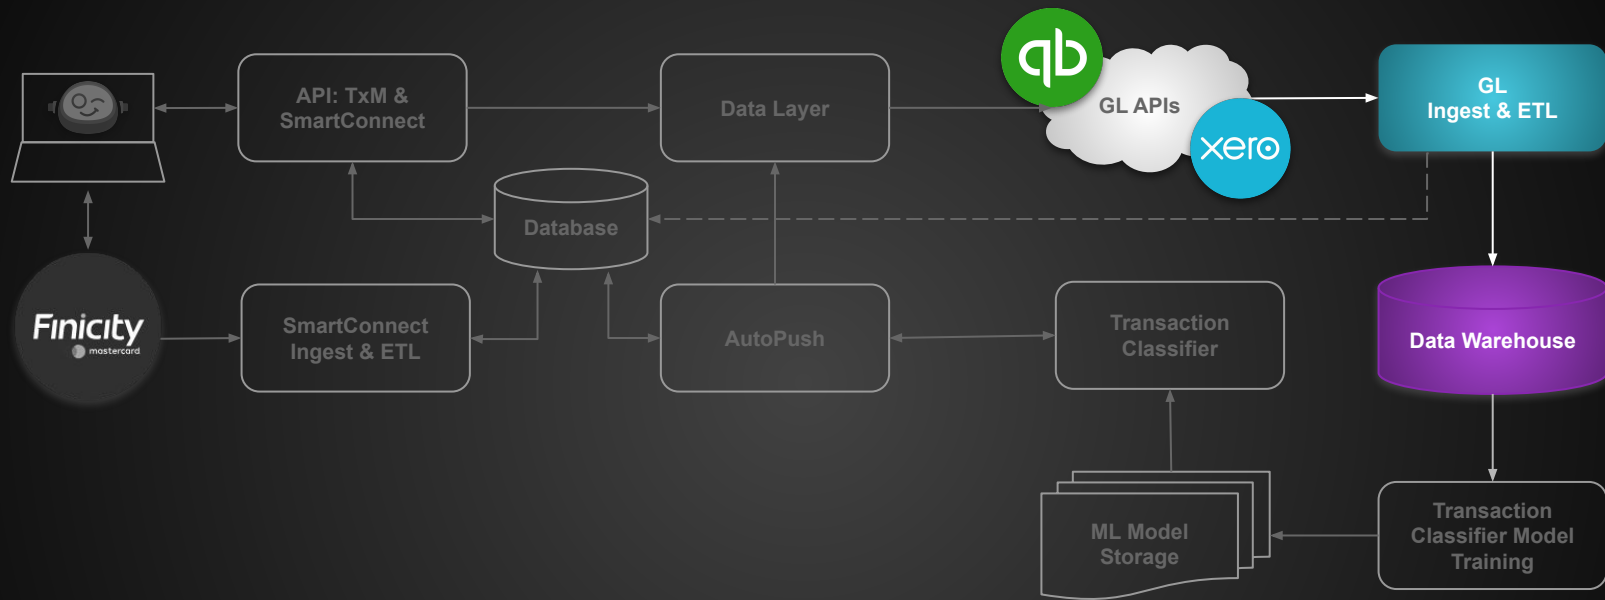 API: TxM &
SmartConnect
Data Layer
qb
GL APIs
xero
GL
Ingest & ETL
Database
Finicity
mastercard
SmartConnect
Ingest & ETL
AutoPush
Transaction
Classifier
Data Warehouse
ML Model
Storage
Transaction
Classifier Model
Training